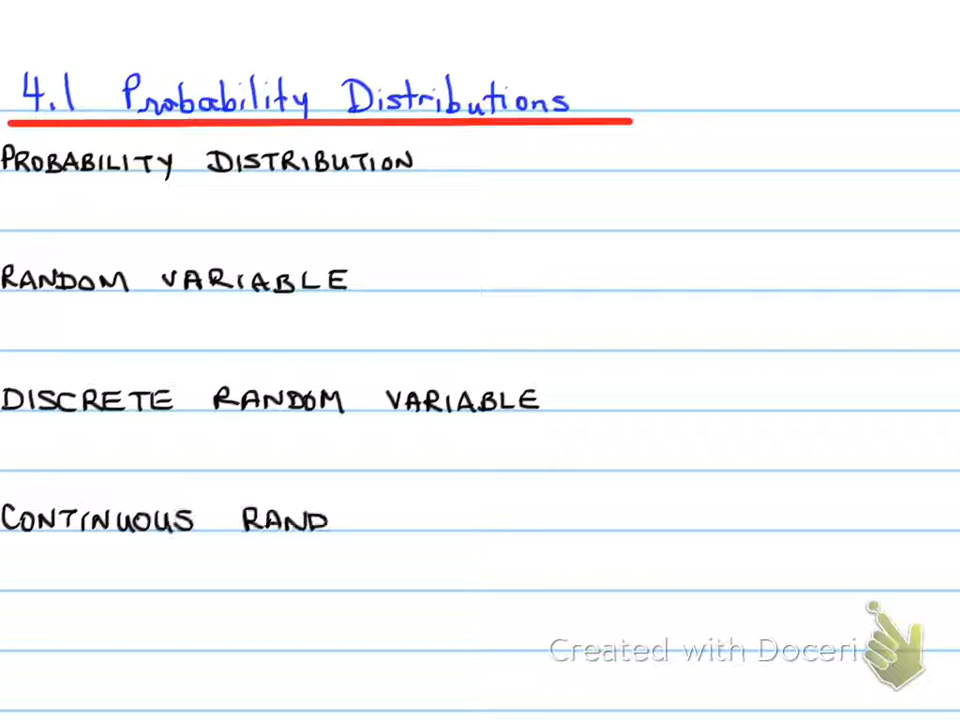 4.1 Probability Distributions
PROBABILITY DISTRIBUTION
RANDOM VARIABLE
DISCRETE RANDOM VARIABLE
CONTINUOUS RAND
Created with Doceri